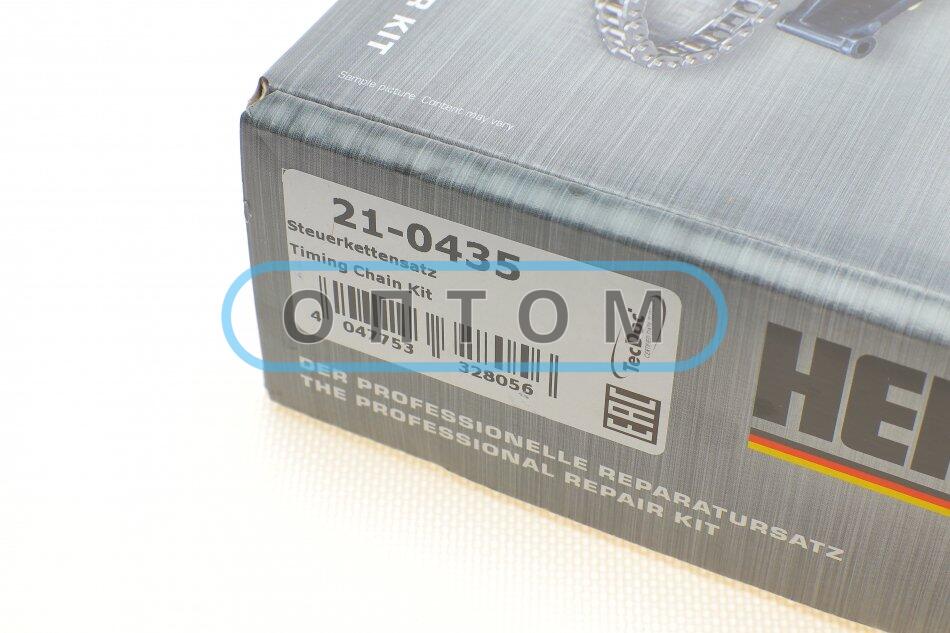 R KIT
Sample picture. Content may vary.
21-0435
Steuerkettensatz
Timing Chain Kit
ОПТОМ
4 047753 328056
TecDoc
EAC
DER PROFESSIONELLE REPARATURSATZ
THE PROFESSIONAL REPAIR KIT
HE